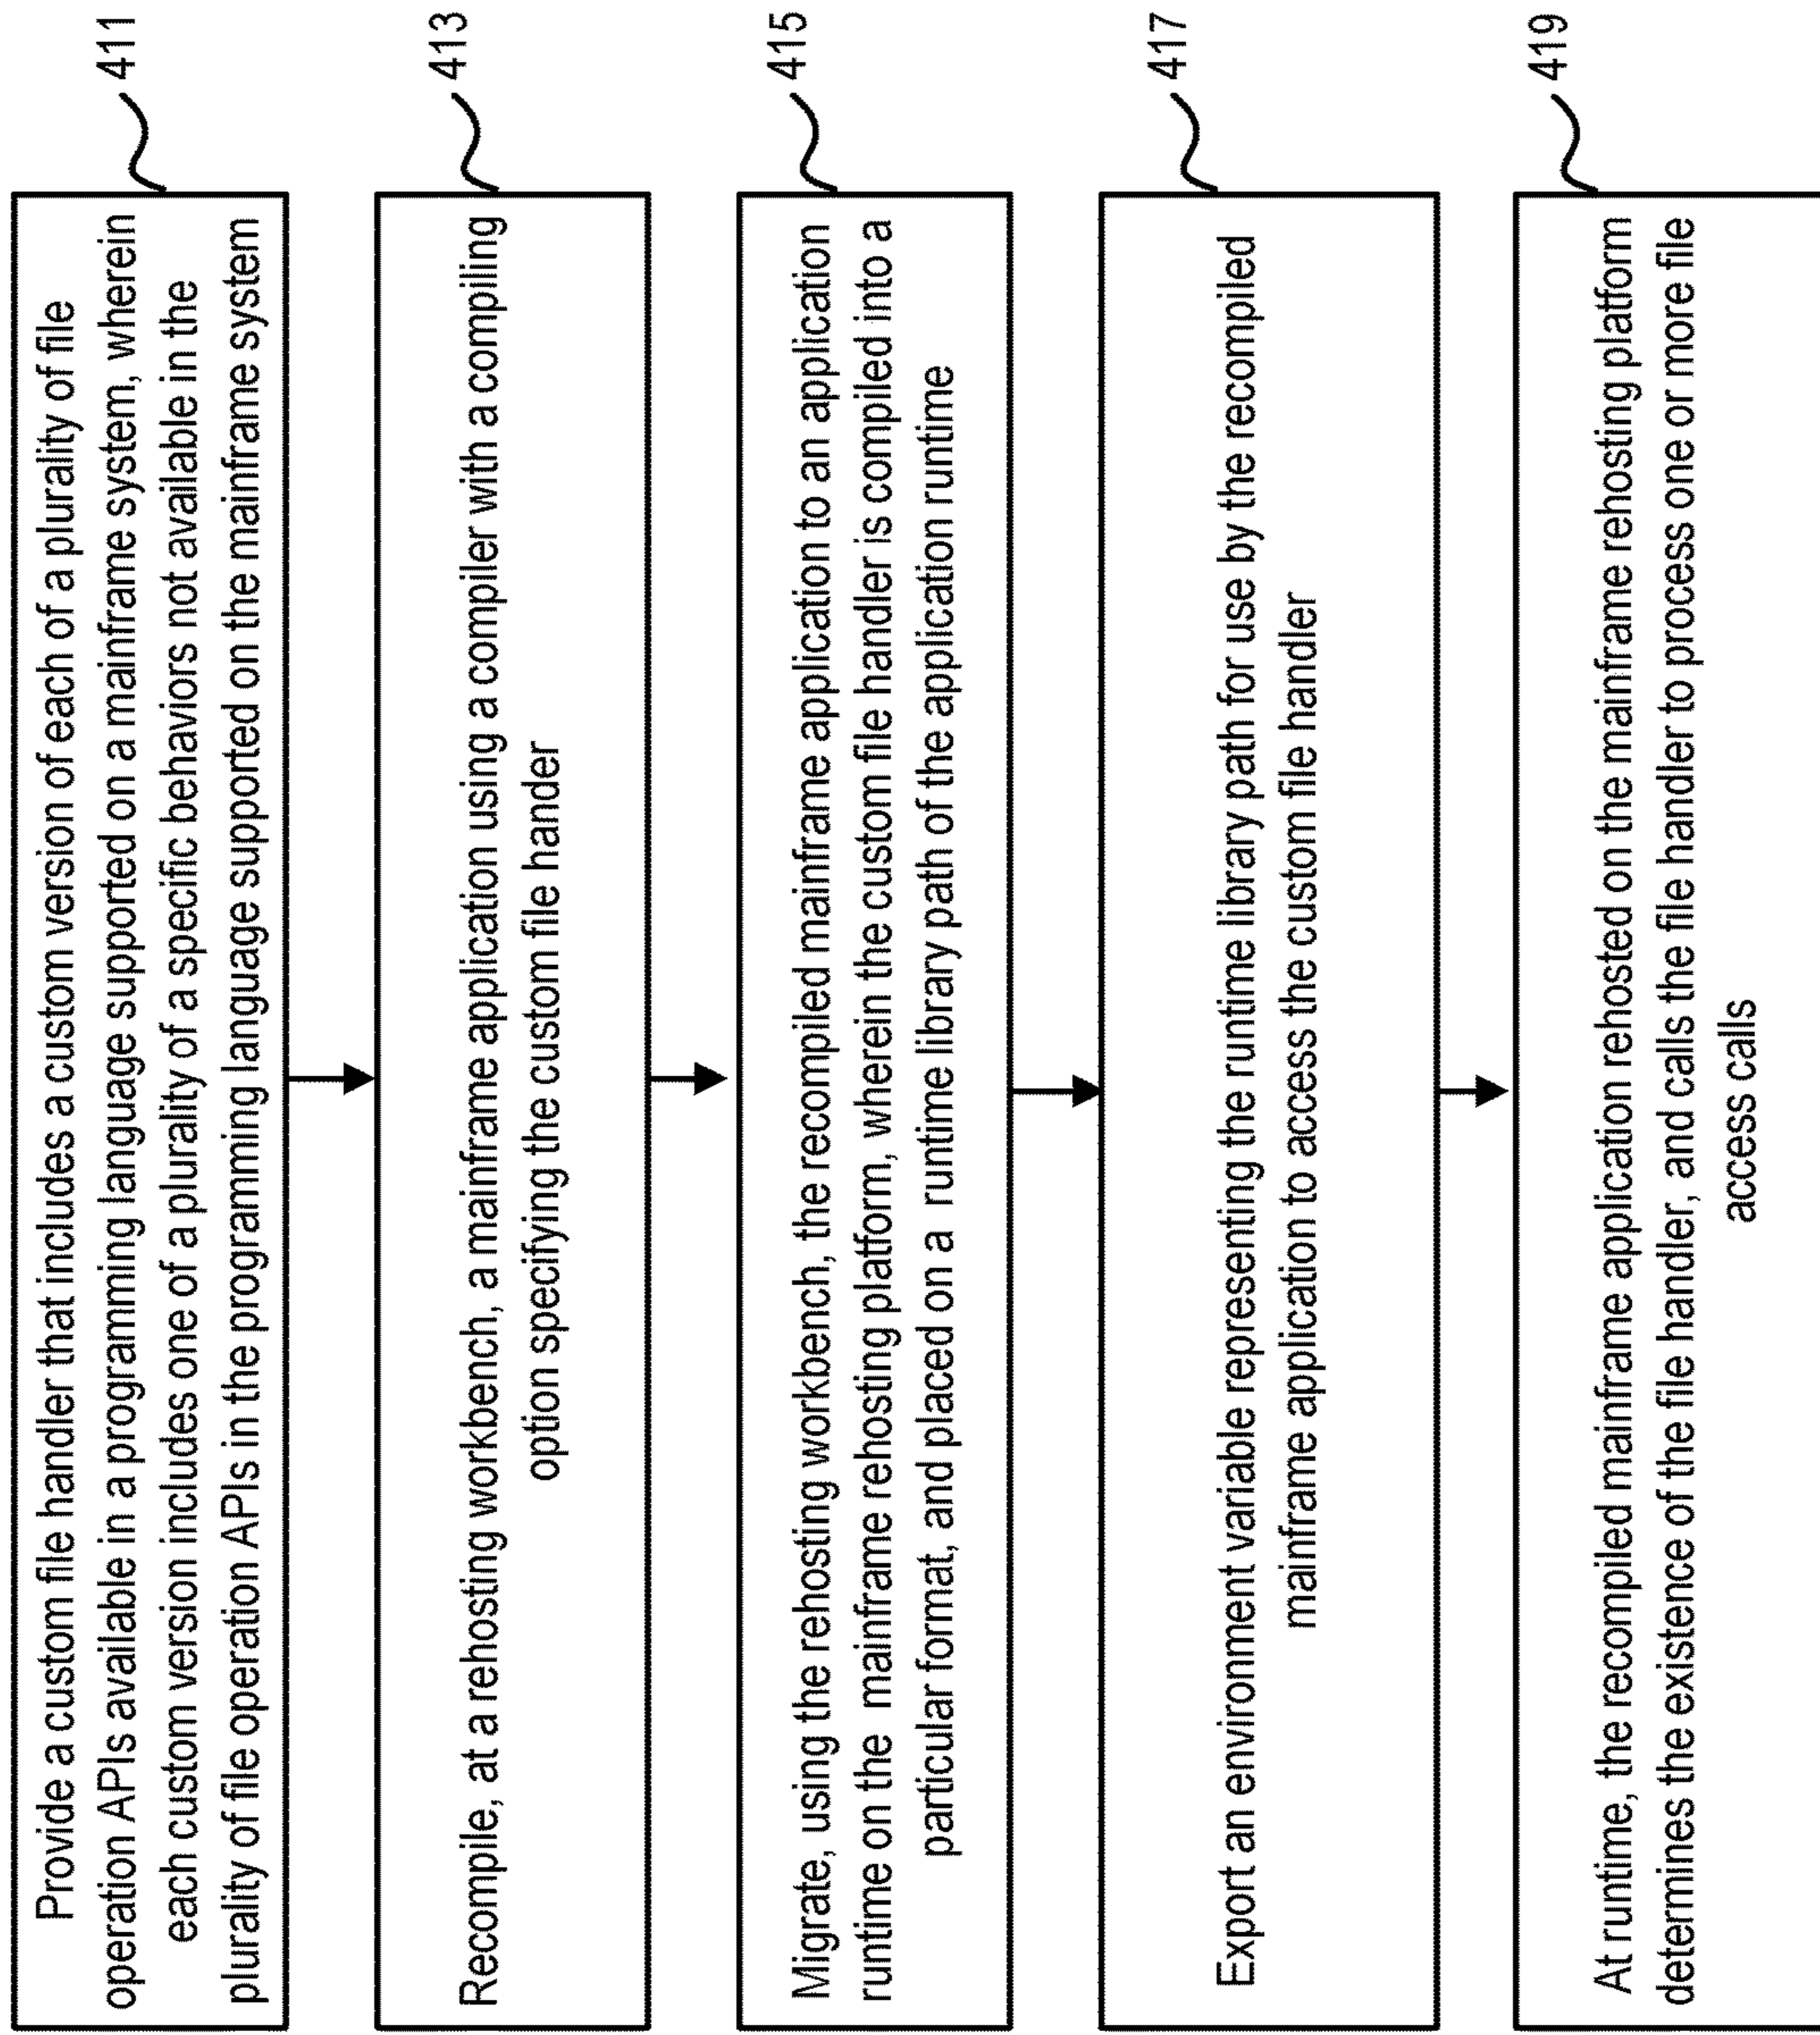 Provide a custom file handler that includes a custom version of each of a plurality of file
operation APIs available in a programming language supported on a mainframe system, wherein
each custom version includes one of a plurality of a specific behaviors not available in the
plurality of file operation APIs in the programming language supported on the mainframe system
411
Recompile, at a rehosting workbench, a mainframe application using a compiler with a compiling
option specifying the custom file hander
413
Migrate, using the rehosting workbench, the recompiled mainframe application to an application
runtime on the mainframe rehosting platform, wherein the custom file handler is compiled into a
particular format, and placed on a runtime library path of the application runtime
415
Export an environment variable representing the runtime library path for use by the recompiled
mainframe application to access the custom file handler
417
At runtime, the recompiled mainframe application rehosted on the mainframe rehosting platform
determines the existence of the file handler, and calls the file handler to process one or more file
access calls
419